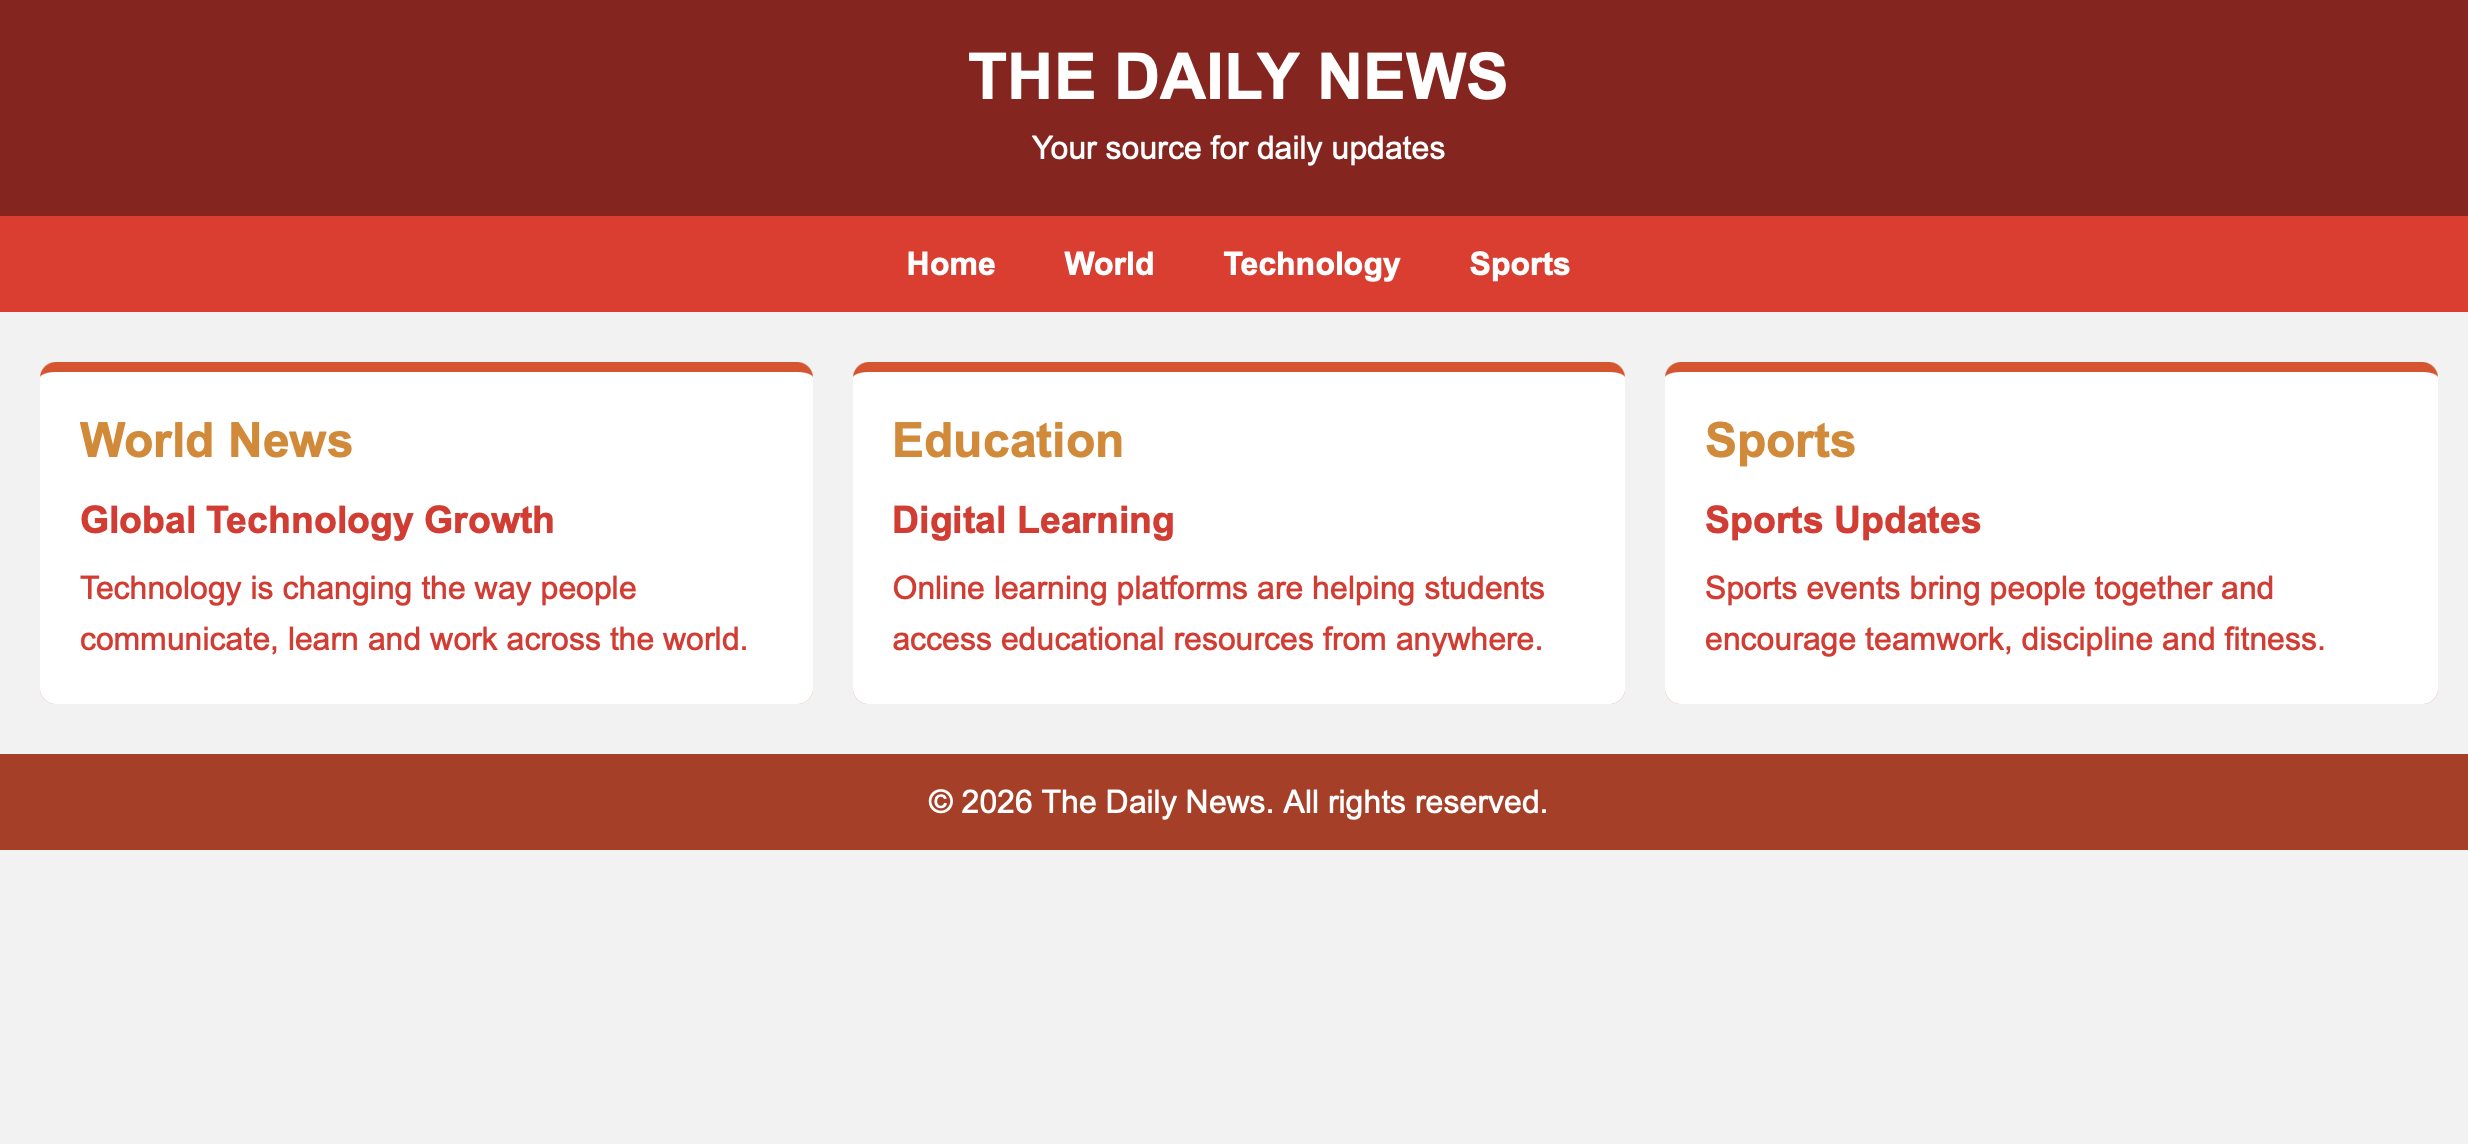 THE DAILY NEWS
Your source for daily updates
Home World Technology Sports
World News
Global Technology Growth
Technology is changing the way people
communicate, learn and work across the world.
Education
Digital Learning
Online learning platforms are helping students
access educational resources from anywhere.
Sports
Sports Updates
Sports events bring people together and
encourage teamwork, discipline and fitness.
© 2026 The Daily News. All rights reserved.